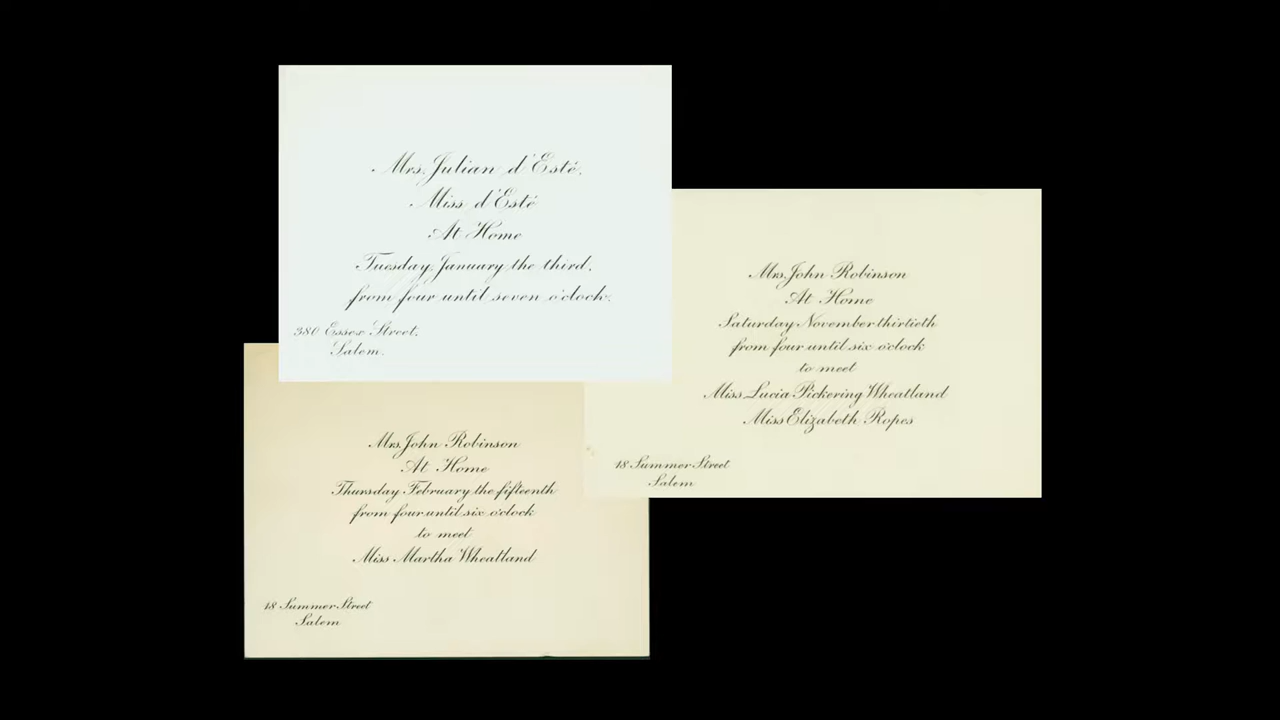 Mrs. Julian d'Esté,
Miss d'Esté
At Home
Tuesday, January the third,
from four until seven o'clock.
380 Essex Street,
Salem.
Mrs. John Robinson
At Home
Saturday November thirtieth
from four until six o'clock
to meet
Miss Lucia Pickering Wheatland
Miss Elizabeth Ropes
18 Summer Street
Salem
Mrs. John Robinson
At Home
Thursday February the fifteenth
from four until six o'clock
to meet
Miss Martha Wheatland
18 Summer Street
Salem